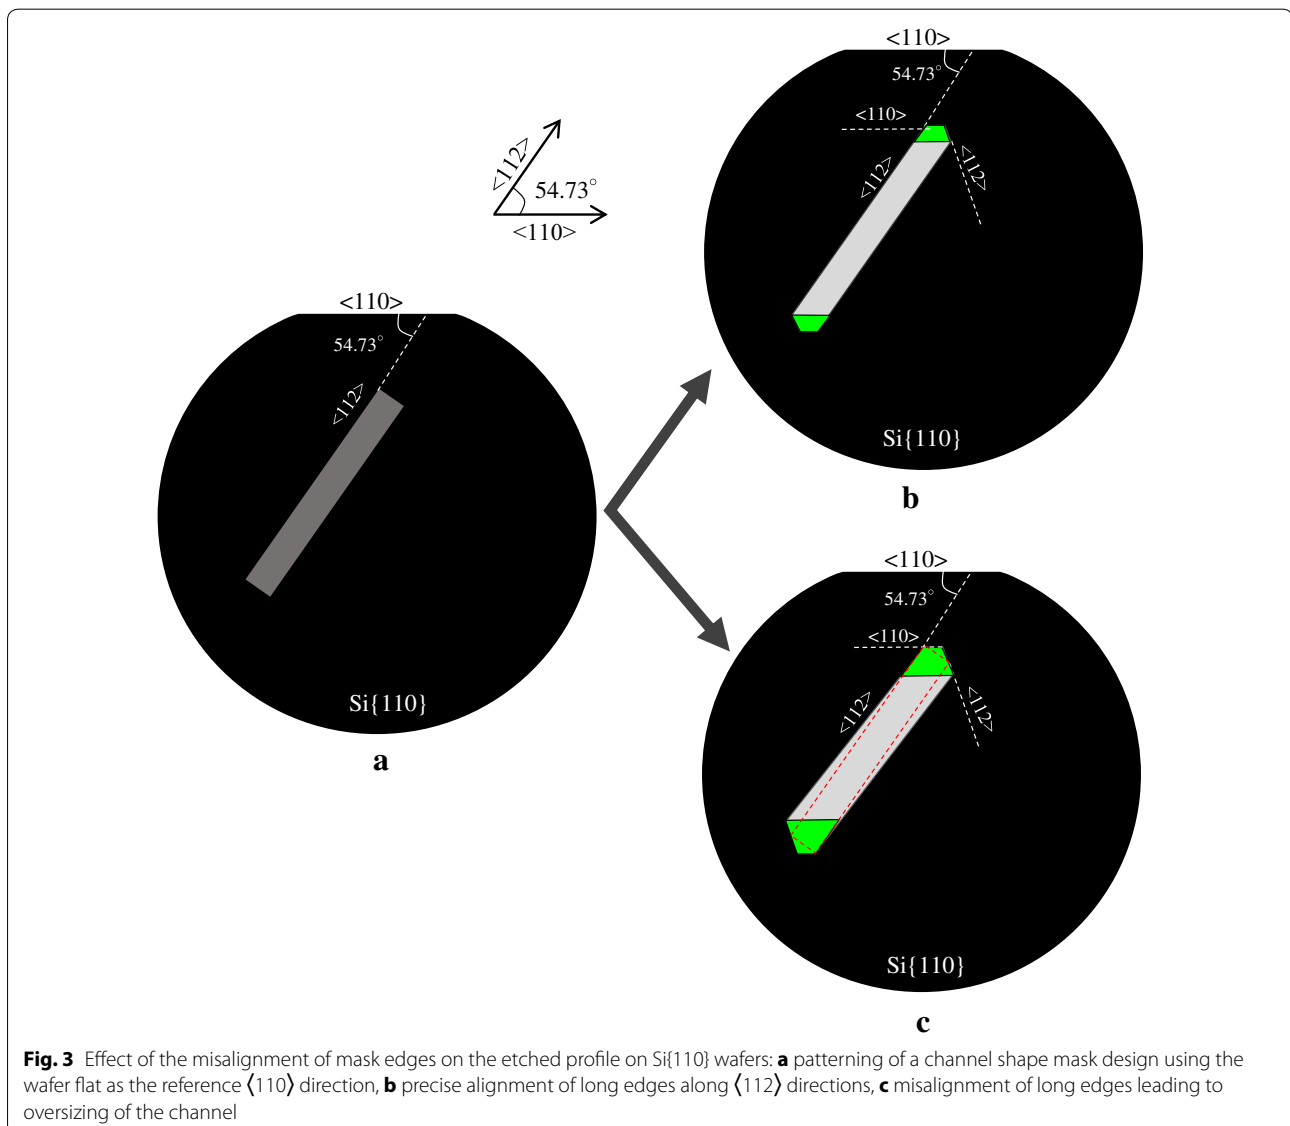 <112>
54.73°
<110>
<110>
54.73°
<112>
Si{110}
a
<110>
54.73°
<110>
<112>
<112>
Si{110}
b
<110>
54.73°
<110>
<112>
<112>
Si{110}
c
Fig. 3 Effect of the misalignment of mask edges on the etched profile on Si{110} wafers: a patterning of a channel shape mask design using the
wafer flat as the reference ⟨110⟩ direction, b precise alignment of long edges along ⟨112⟩ directions, c misalignment of long edges leading to
oversizing of the channel